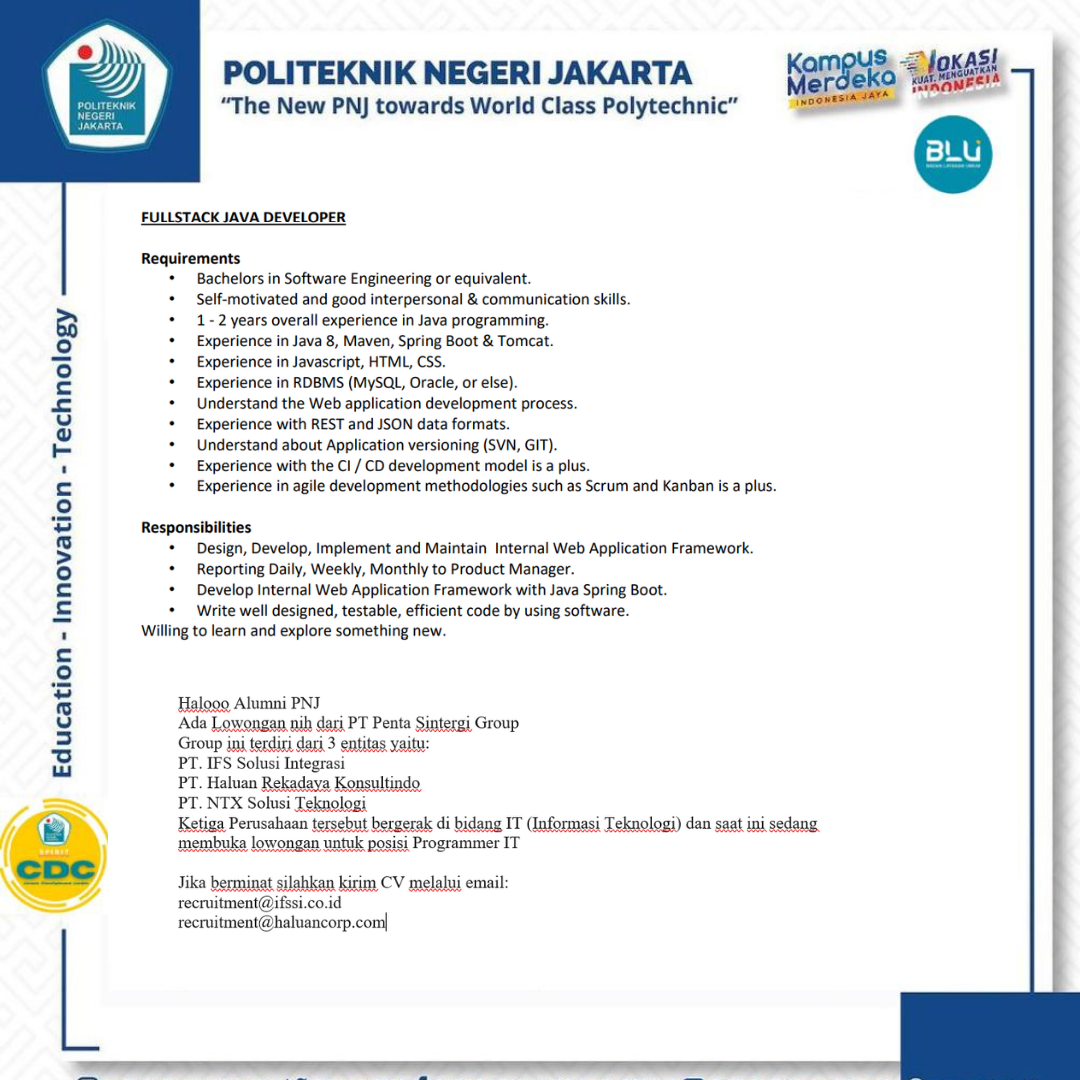 POLITEKNIK
NEGERI
JAKARTA
POLITEKNIK NEGERI JAKARTA
“The New PNJ towards World Class Polytechnic”
Kampus
Merdeka
INDONESIA JAYA
VOKASI
KUAT, MENGUATKAN
INDONESIA
BLU
FULLSTACK JAVA DEVELOPER
Requirements
• Bachelors in Software Engineering or equivalent.
• Self-motivated and good interpersonal & communication skills.
• 1 - 2 years overall experience in Java programming.
• Experience in Java 8, Maven, Spring Boot & Tomcat.
• Experience in Javascript, HTML, CSS.
• Experience in RDBMS (MySQL, Oracle, or else).
• Understand the Web application development process.
• Experience with REST and JSON data formats.
• Understand about Application versioning (SVN, GIT).
• Experience with the CI / CD development model is a plus.
• Experience in agile development methodologies such as Scrum and Kanban is a plus.
Responsibilities
• Design, Develop, Implement and Maintain  Internal Web Application Framework.
• Reporting Daily, Weekly, Monthly to Product Manager.
• Develop Internal Web Application Framework with Java Spring Boot.
• Write well designed, testable, efficient code by using software.
Willing to learn and explore something new.
Halooo Alumni PNJ
Ada Lowongan nih dari PT Penta Sintergi Group
Group ini terdiri dari 3 entitas yaitu:
PT. IFS Solusi Integrasi
PT. Haluan Rekadaya Konsultindo
PT. NTX Solusi Teknologi
Ketiga Perusahaan tersebut bergerak di bidang IT (Informasi Teknologi) dan saat ini sedang
membuka lowongan untuk posisi Programmer IT
Jika berminat silahkan kirim CV melalui email:
recruitment@ifssi.co.id
recruitment@haluancorp.com
Education - Innovation - Technology
SPIRIT
CDC